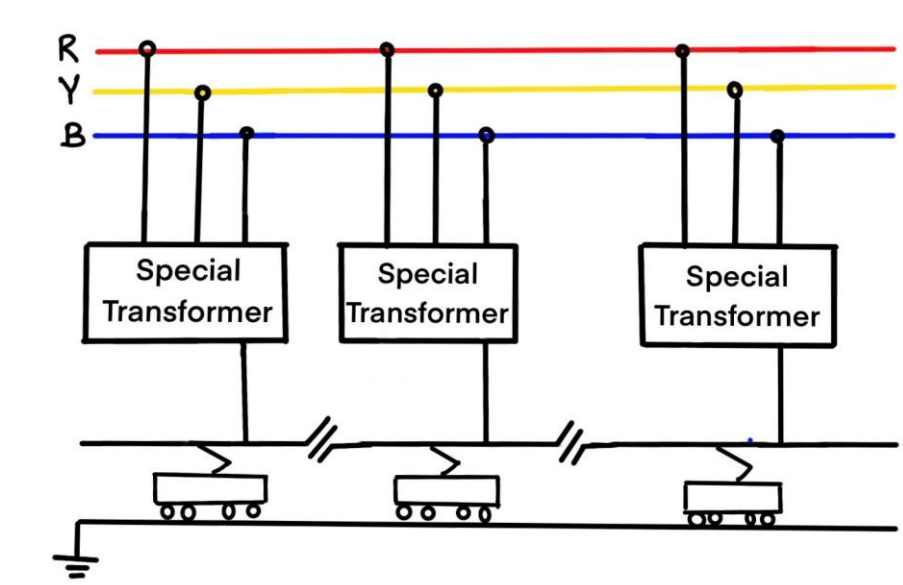 R
Y
B
Special
Transformer
Special
Transformer
Special
Transformer